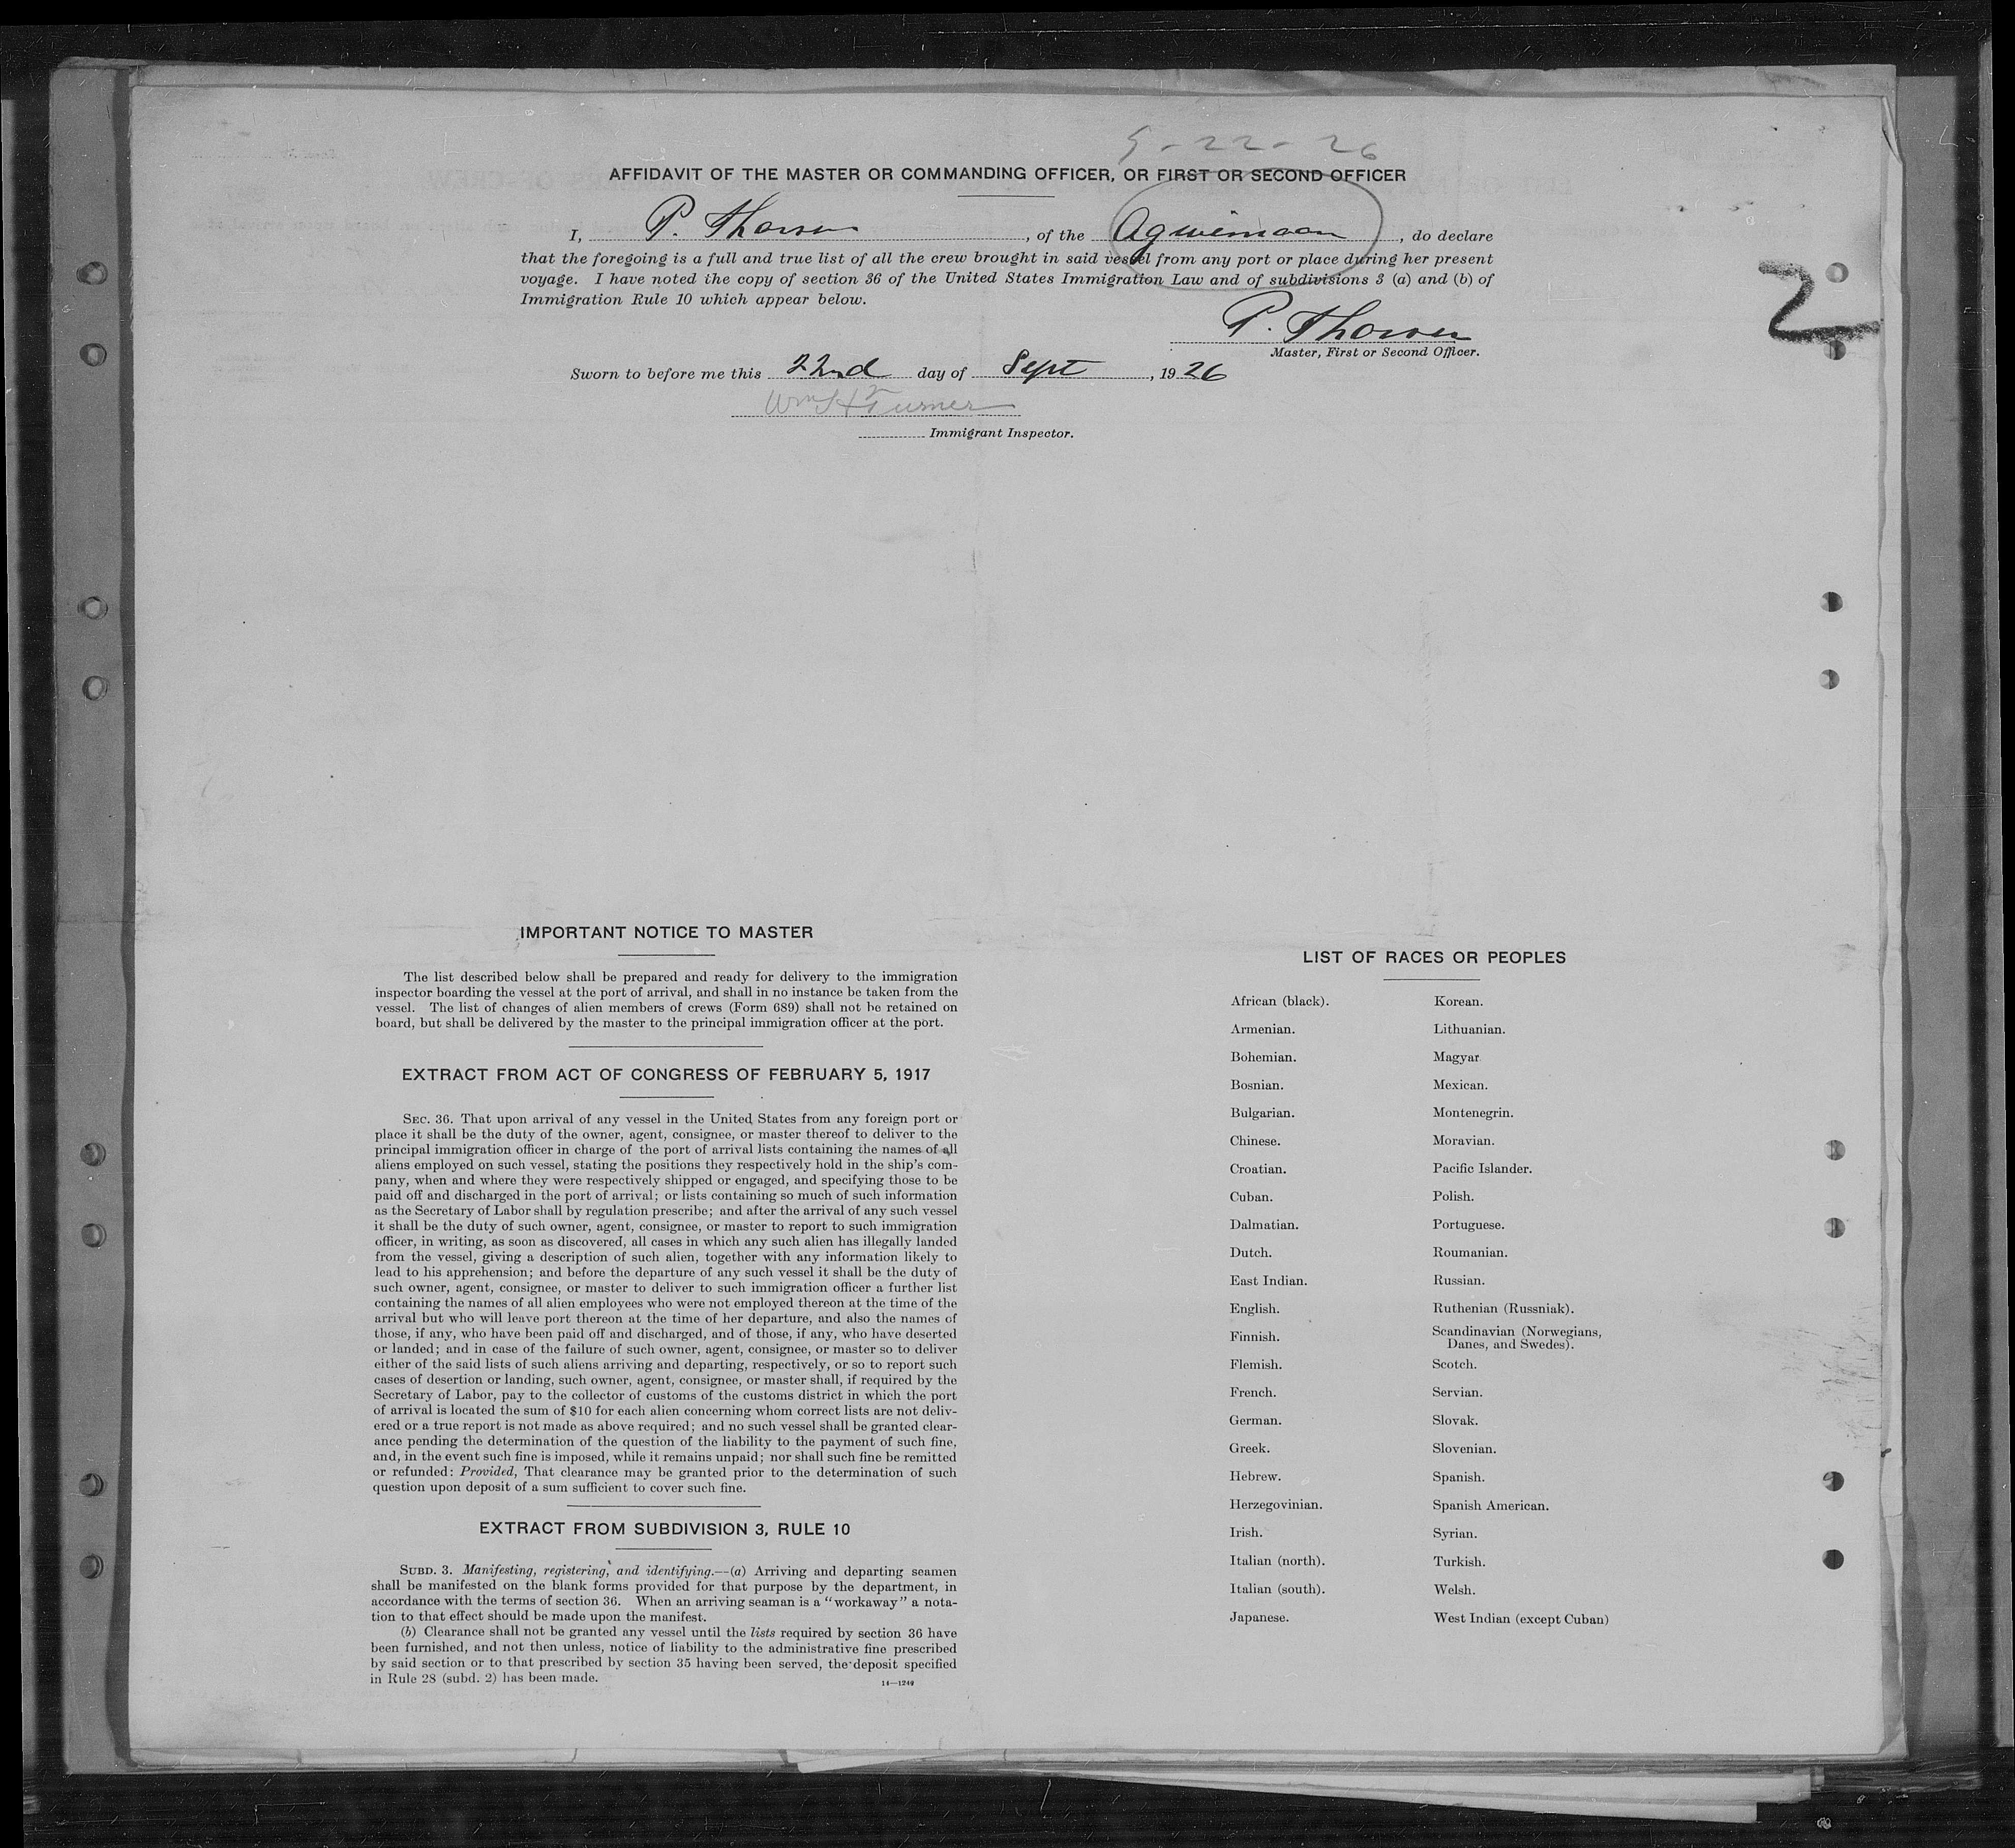 9-22-26
AFFIDAVIT OF THE MASTER OR COMMANDING OFFICER, OR FIRST OR SECOND OFFICER
I, P. Thorsen, of the Agwimoon, do declare
that the foregoing is a full and true list of all the crew brought in said vessel from any port or place during her present
voyage. I have noted the copy of section 36 of the United States Immigration Law and of subdivisions 3 (a) and (b) of
Immigration Rule 10 which appear below.
P. Thorsen
Master, First or Second Officer.
2
Sworn to before me this 22nd day of Sept, 1926
Wm H Turner
Immigrant Inspector.
IMPORTANT NOTICE TO MASTER
The list described below shall be prepared and ready for delivery to the immigration
inspector boarding the vessel at the port of arrival, and shall in no instance be taken from the
vessel. The list of changes of alien members of crews (Form 689) shall not be retained on
board, but shall be delivered by the master to the principal immigration officer at the port.
EXTRACT FROM ACT OF CONGRESS OF FEBRUARY 5, 1917
SEC. 36. That upon arrival of any vessel in the United States from any foreign port or
place it shall be the duty of the owner, agent, consignee, or master thereof to deliver to the
principal immigration officer in charge of the port of arrival lists containing the names of all
aliens employed on such vessel, stating the positions they respectively hold in the ship's com-
pany, when and where they were respectively shipped or engaged, and specifying those to be
paid off and discharged in the port of arrival; or lists containing so much of such information
as the Secretary of Labor shall by regulation prescribe; and after the arrival of any such vessel
it shall be the duty of such owner, agent, consignee, or master to report to such immigration
officer, in writing, as soon as discovered, all cases in which any such alien has illegally landed
from the vessel, giving a description of such alien, together with any information likely to
lead to his apprehension; and before the departure of any such vessel it shall be the duty of
such owner, agent, consignee, or master to deliver to such immigration officer a further list
containing the names of all alien employees who were not employed thereon at the time of the
arrival but who will leave port thereon at the time of her departure, and also the names of
those, if any, who have been paid off and discharged, and of those, if any, who have deserted
or landed; and in case of the failure of such owner, agent, consignee, or master so to deliver
either of the said lists of such aliens arriving and departing, respectively, or so to report such
cases of desertion or landing, such owner, agent, consignee, or master shall, if required by the
Secretary of Labor, pay to the collector of customs of the customs district in which the port
of arrival is located the sum of $10 for each alien concerning whom correct lists are not deliv-
ered or a true report is not made as above required; and no such vessel shall be granted clear-
ance pending the determination of the question of the liability to the payment of such fine,
and, in the event such fine is imposed, while it remains unpaid; nor shall such fine be remitted
or refunded: Provided, That clearance may be granted prior to the determination of such
question upon deposit of a sum sufficient to cover such fine.
EXTRACT FROM SUBDIVISION 3, RULE 10
SUBD. 3. Manifesting, registering, and identifying.--(a) Arriving and departing seamen
shall be manifested on the blank forms provided for that purpose by the department, in
accordance with the terms of section 36. When an arriving seaman is a "workaway" a nota-
tion to that effect should be made upon the manifest.
(b) Clearance shall not be granted any vessel until the lists required by section 36 have
been furnished, and not then unless, notice of liability to the administrative fine prescribed
by said section or to that prescribed by section 35 having been served, the deposit specified
in Rule 28 (subd. 2) has been made.
14—1240
LIST OF RACES OR PEOPLES
African (black).
Armenian.
Bohemian.
Bosnian.
Bulgarian.
Chinese.
Croatian.
Cuban.
Dalmatian.
Dutch.
East Indian.
English.
Finnish.
Flemish.
French.
German.
Greek.
Hebrew.
Herzegovinian.
Irish.
Italian (north).
Italian (south).
Japanese.
Korean.
Lithuanian.
Magyar
Mexican.
Montenegrin.
Moravian.
Pacific Islander.
Polish.
Portuguese.
Roumanian.
Russian.
Ruthenian (Russniak).
Scandinavian (Norwegians,
Danes, and Swedes).
Scotch.
Servian.
Slovak.
Slovenian.
Spanish.
Spanish American.
Syrian.
Turkish.
Welsh.
West Indian (except Cuban)